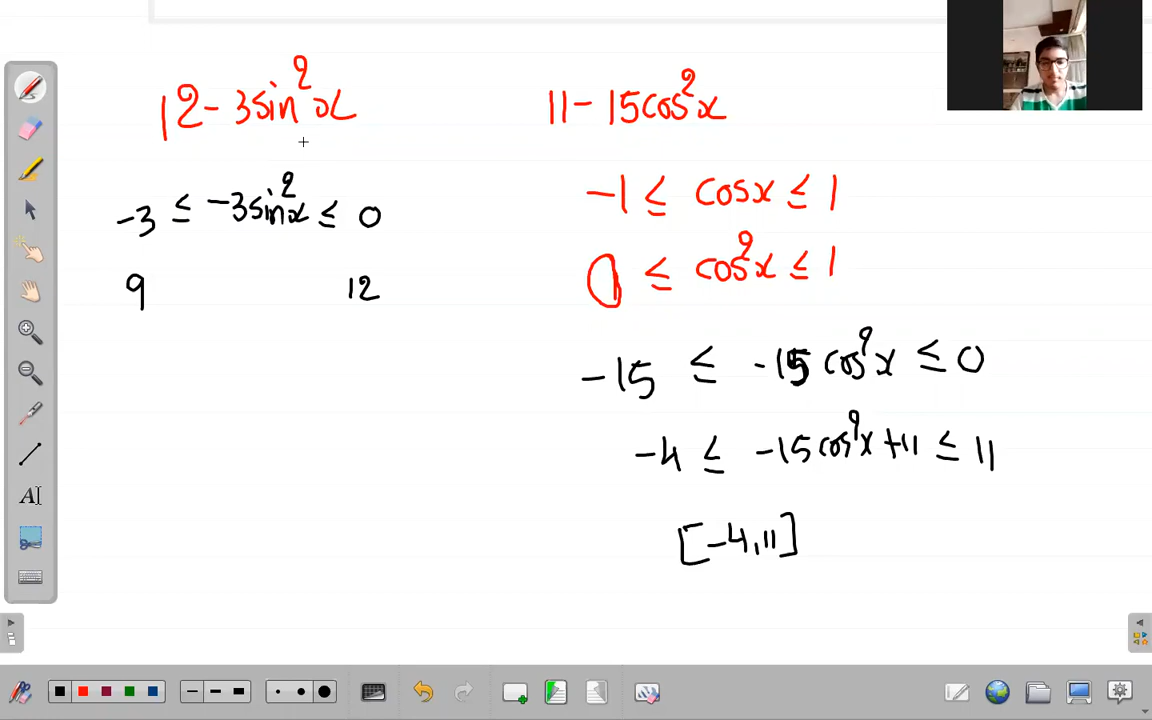 12-3sin²x
-3 ≤ -3sin²x ≤ 0
9 12
11-15cos²x
-1 ≤ cosx ≤ 1
0 ≤ cos²x ≤ 1
-15 ≤ -15cos²x ≤ 0
-4 ≤ -15cos²x+11 ≤ 11
[-4,11]
A